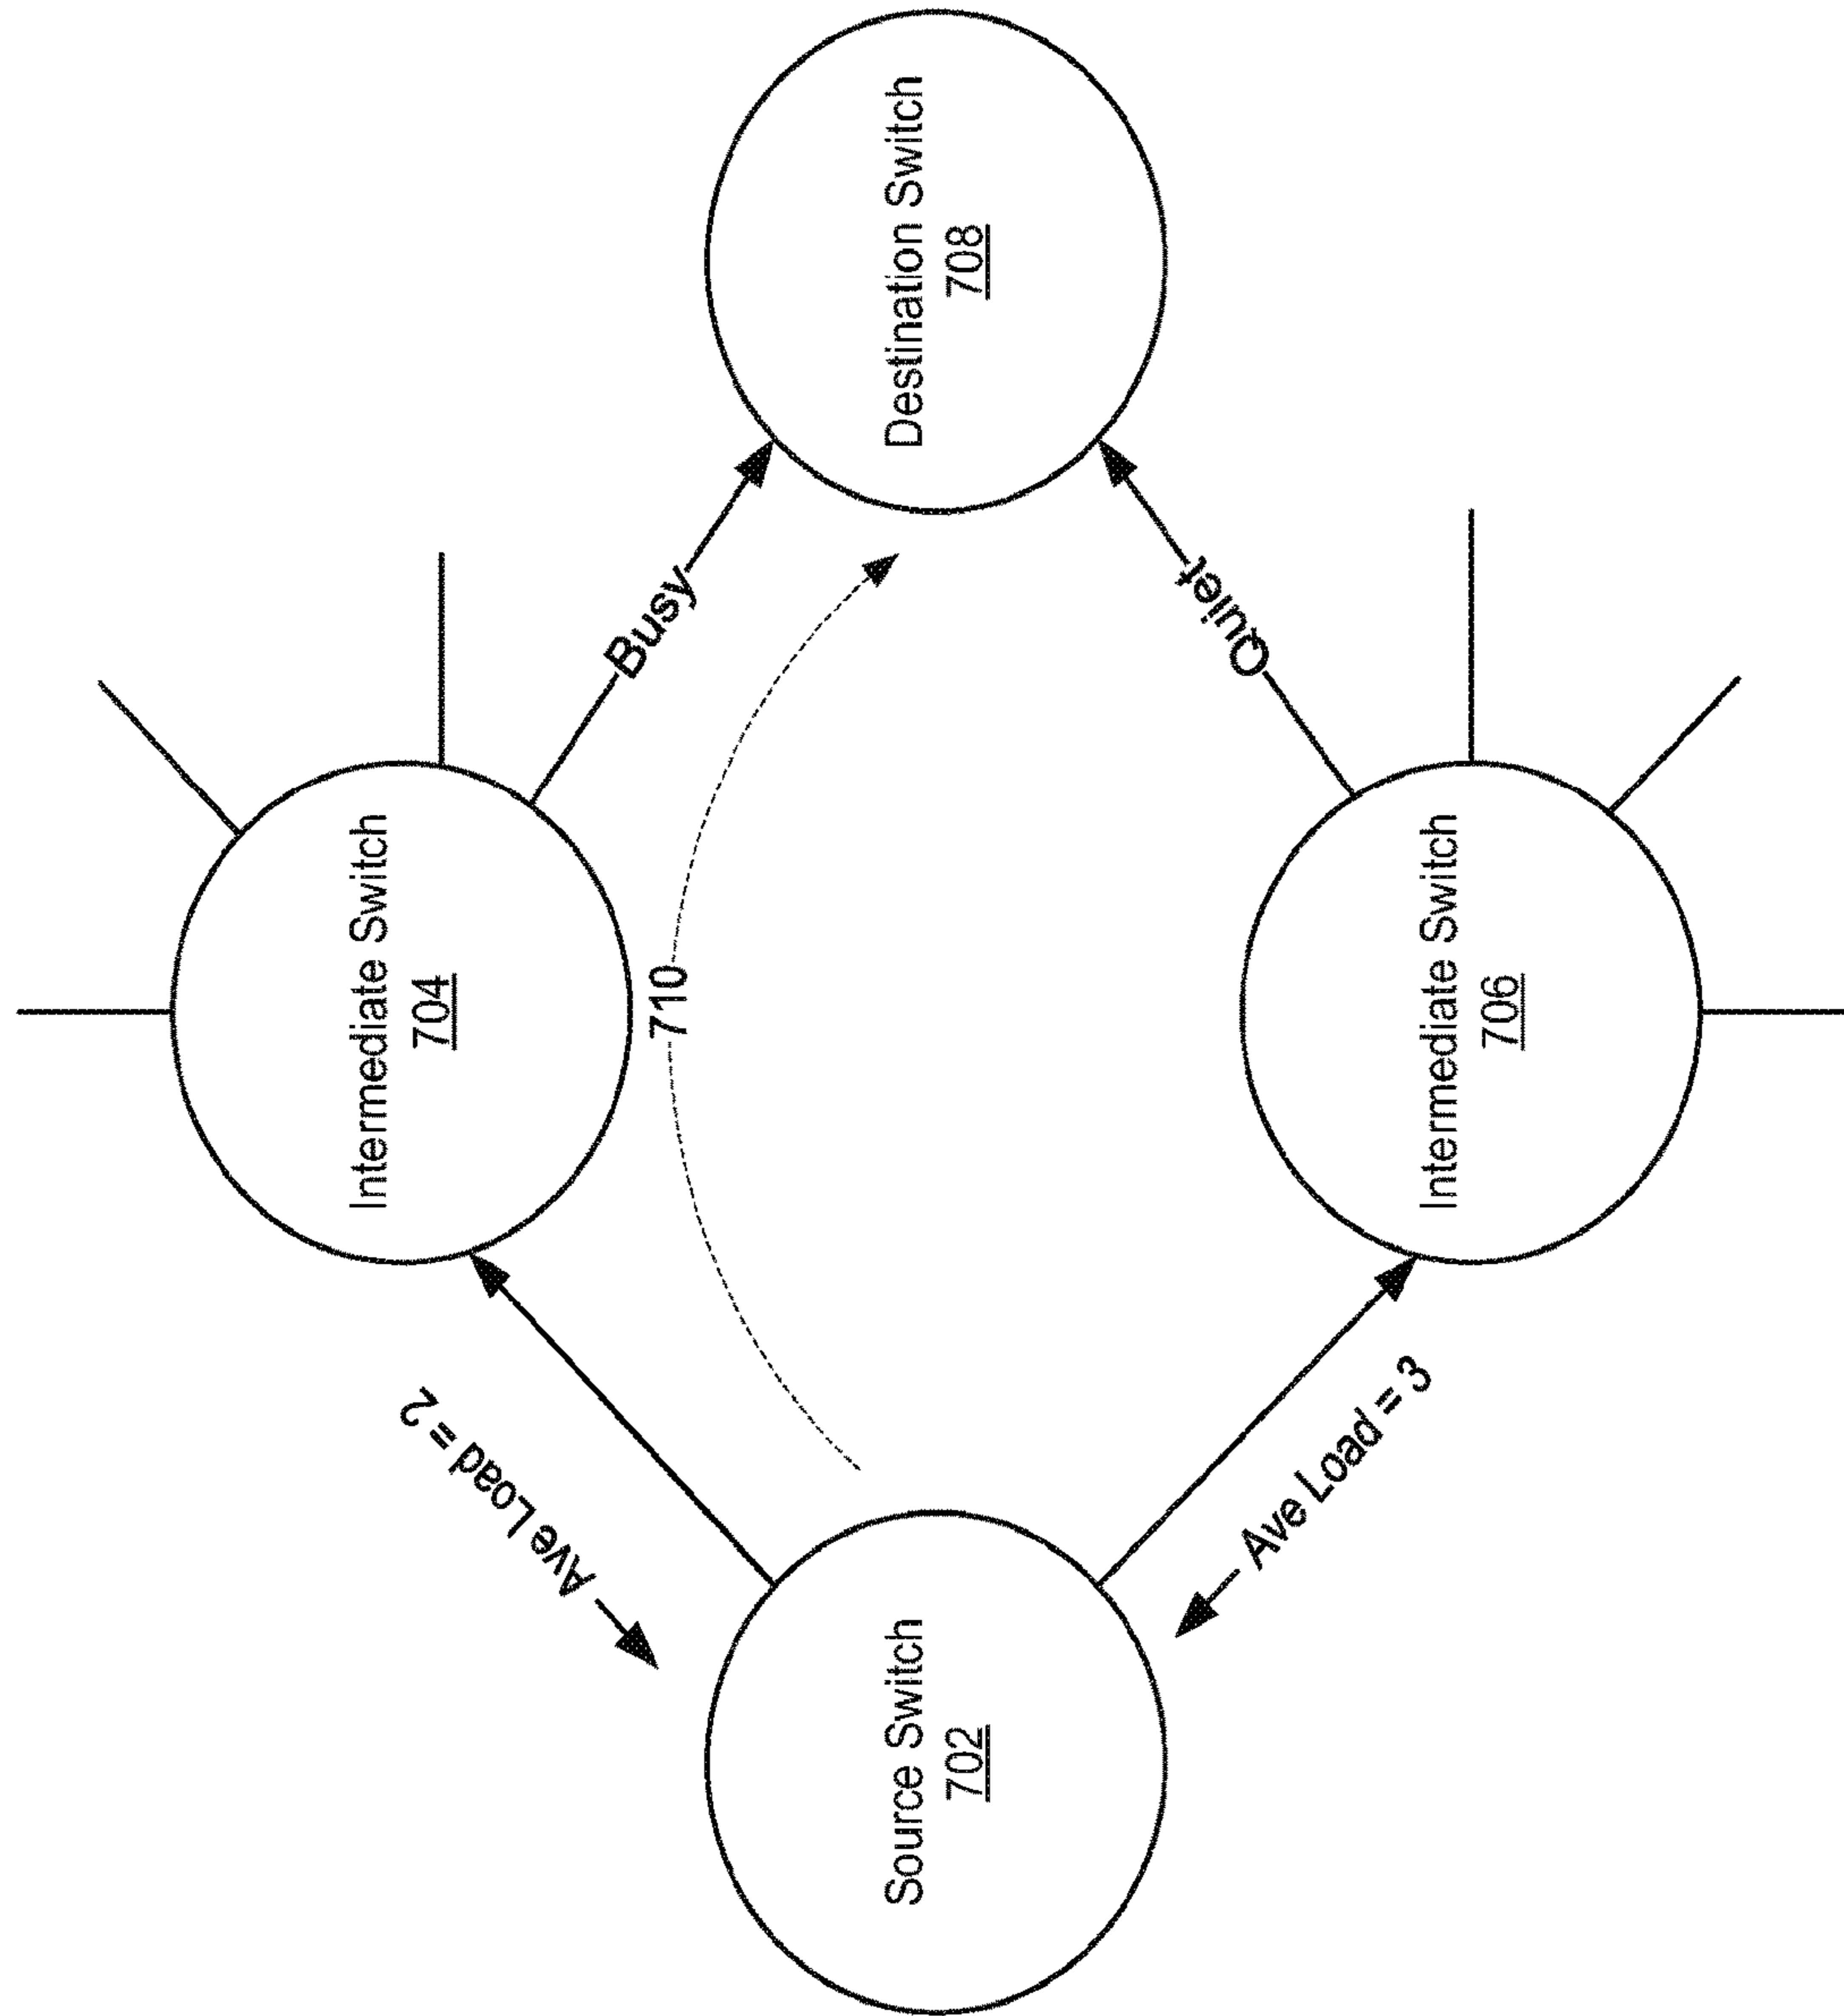 Intermediate Switch
704
Ave Load = 2
Busy
Source Switch
702
710
Destination Switch
708
Ave Load = 3
Quiet
Intermediate Switch
706